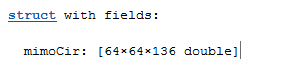 struct with fields:
mimoCir: [64×64×136 double]